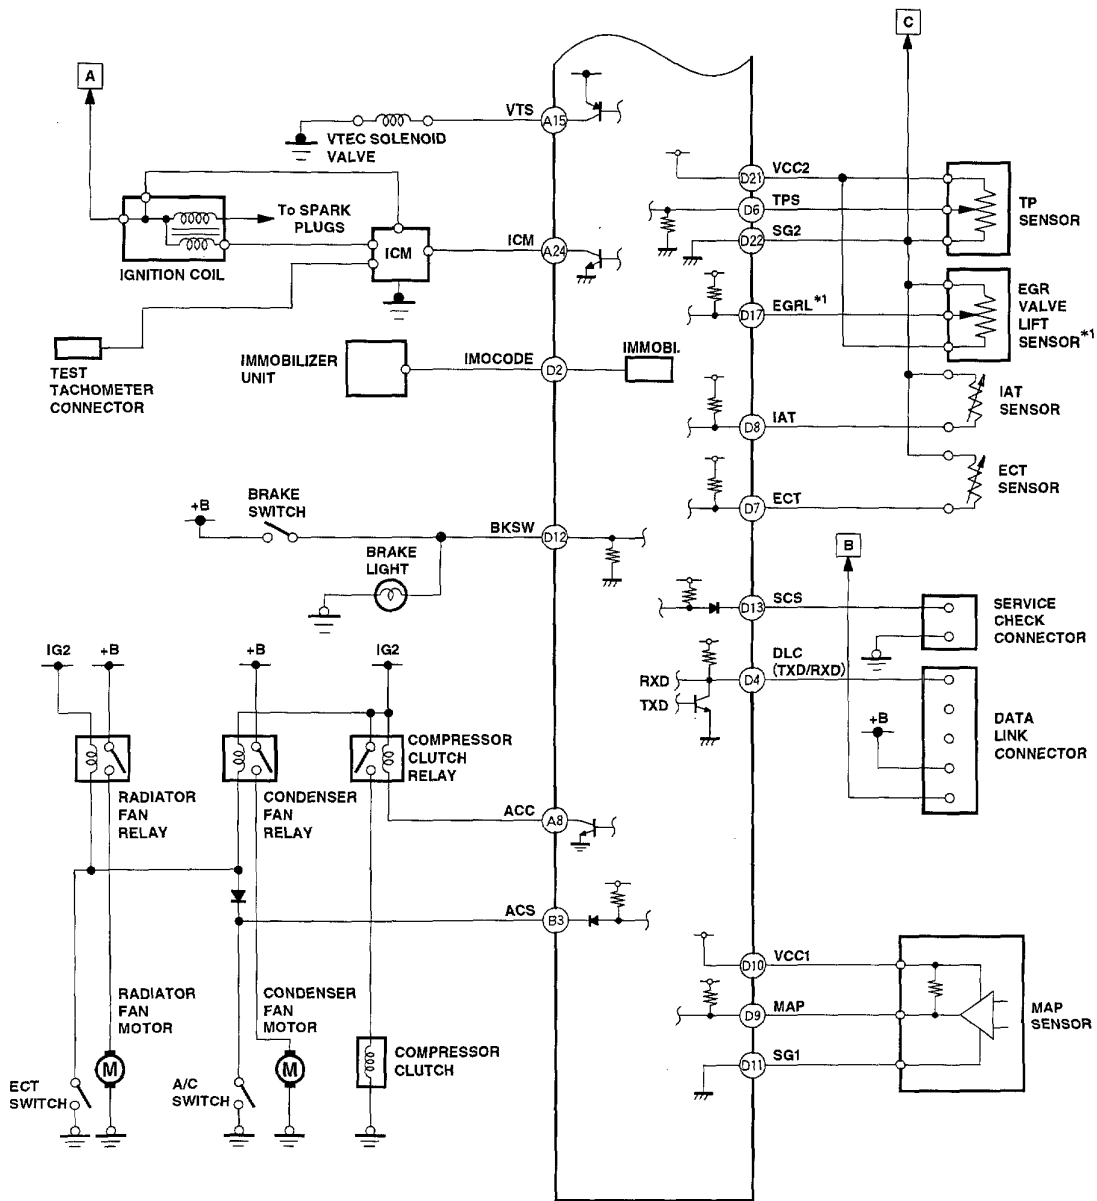 C
A
VTS
A15
VTEC SOLENOID
VALVE
D21
VCC2
D6
TPS
D22
SG2
TP
SENSOR
To SPARK
PLUGS
ICM
ICM
A24
IGNITION COIL
D17
EGRL*1
EGR
VALVE
LIFT
SENSOR*1
TEST
TACHOMETER
CONNECTOR
IMMOBILIZER
UNIT
IMOCODE
D2
IMMOBI.
D8
IAT
IAT
SENSOR
D7
ECT
ECT
SENSOR
+B
BRAKE
SWITCH
BKSW
D12
BRAKE
LIGHT
B
D13
SCS
SERVICE
CHECK
CONNECTOR
IG2
+B
+B
IG2
RXD
TXD
D4
DLC
(TXD/RXD)
+B
DATA
LINK
CONNECTOR
RADIATOR
FAN
RELAY
CONDENSER
FAN
RELAY
COMPRESSOR
CLUTCH
RELAY
ACC
A8
ACS
B3
D10
VCC1
D9
MAP
D11
SG1
MAP
SENSOR
RADIATOR
FAN
MOTOR
CONDENSER
FAN
MOTOR
M
M
COMPRESSOR
CLUTCH
ECT
SWITCH
A/C
SWITCH